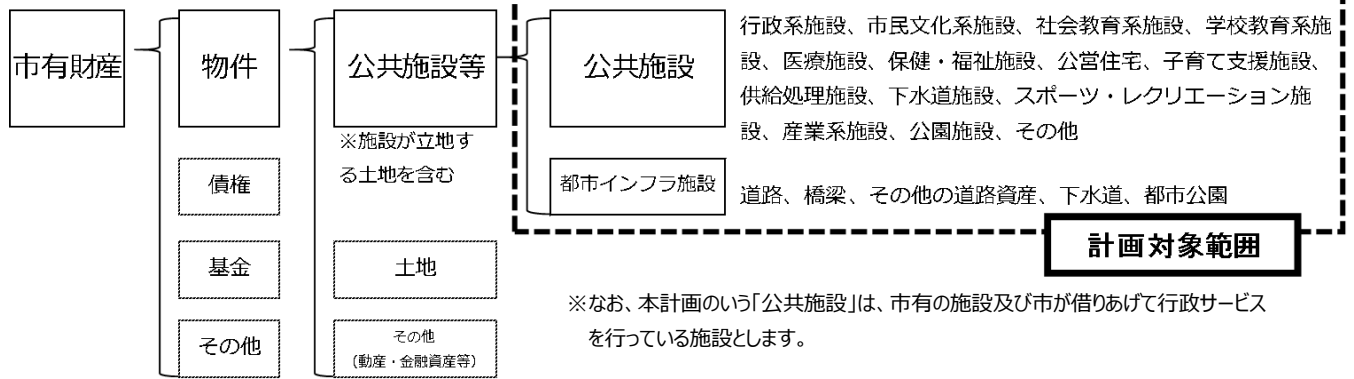 市有財産
物件
公共施設等
公共施設
行政系施設、市民文化系施設、社会教育系施設、学校教育系施
設、医療施設、保健・福祉施設、公営住宅、子育て支援施設、
供給処理施設、下水道施設、スポーツ・レクリエーション施
設、産業系施設、公園施設、その他
※施設が立地す
る土地を含む
債権
都市インフラ施設
道路、橋梁、その他の道路資産、下水道、都市公園
計画対象範囲
基金
土地
その他
その他
（動産・金融資産等）
※なお、本計画のいう「公共施設」は、市有の施設及び市が借りあげて行政サービス
を行っている施設とします。